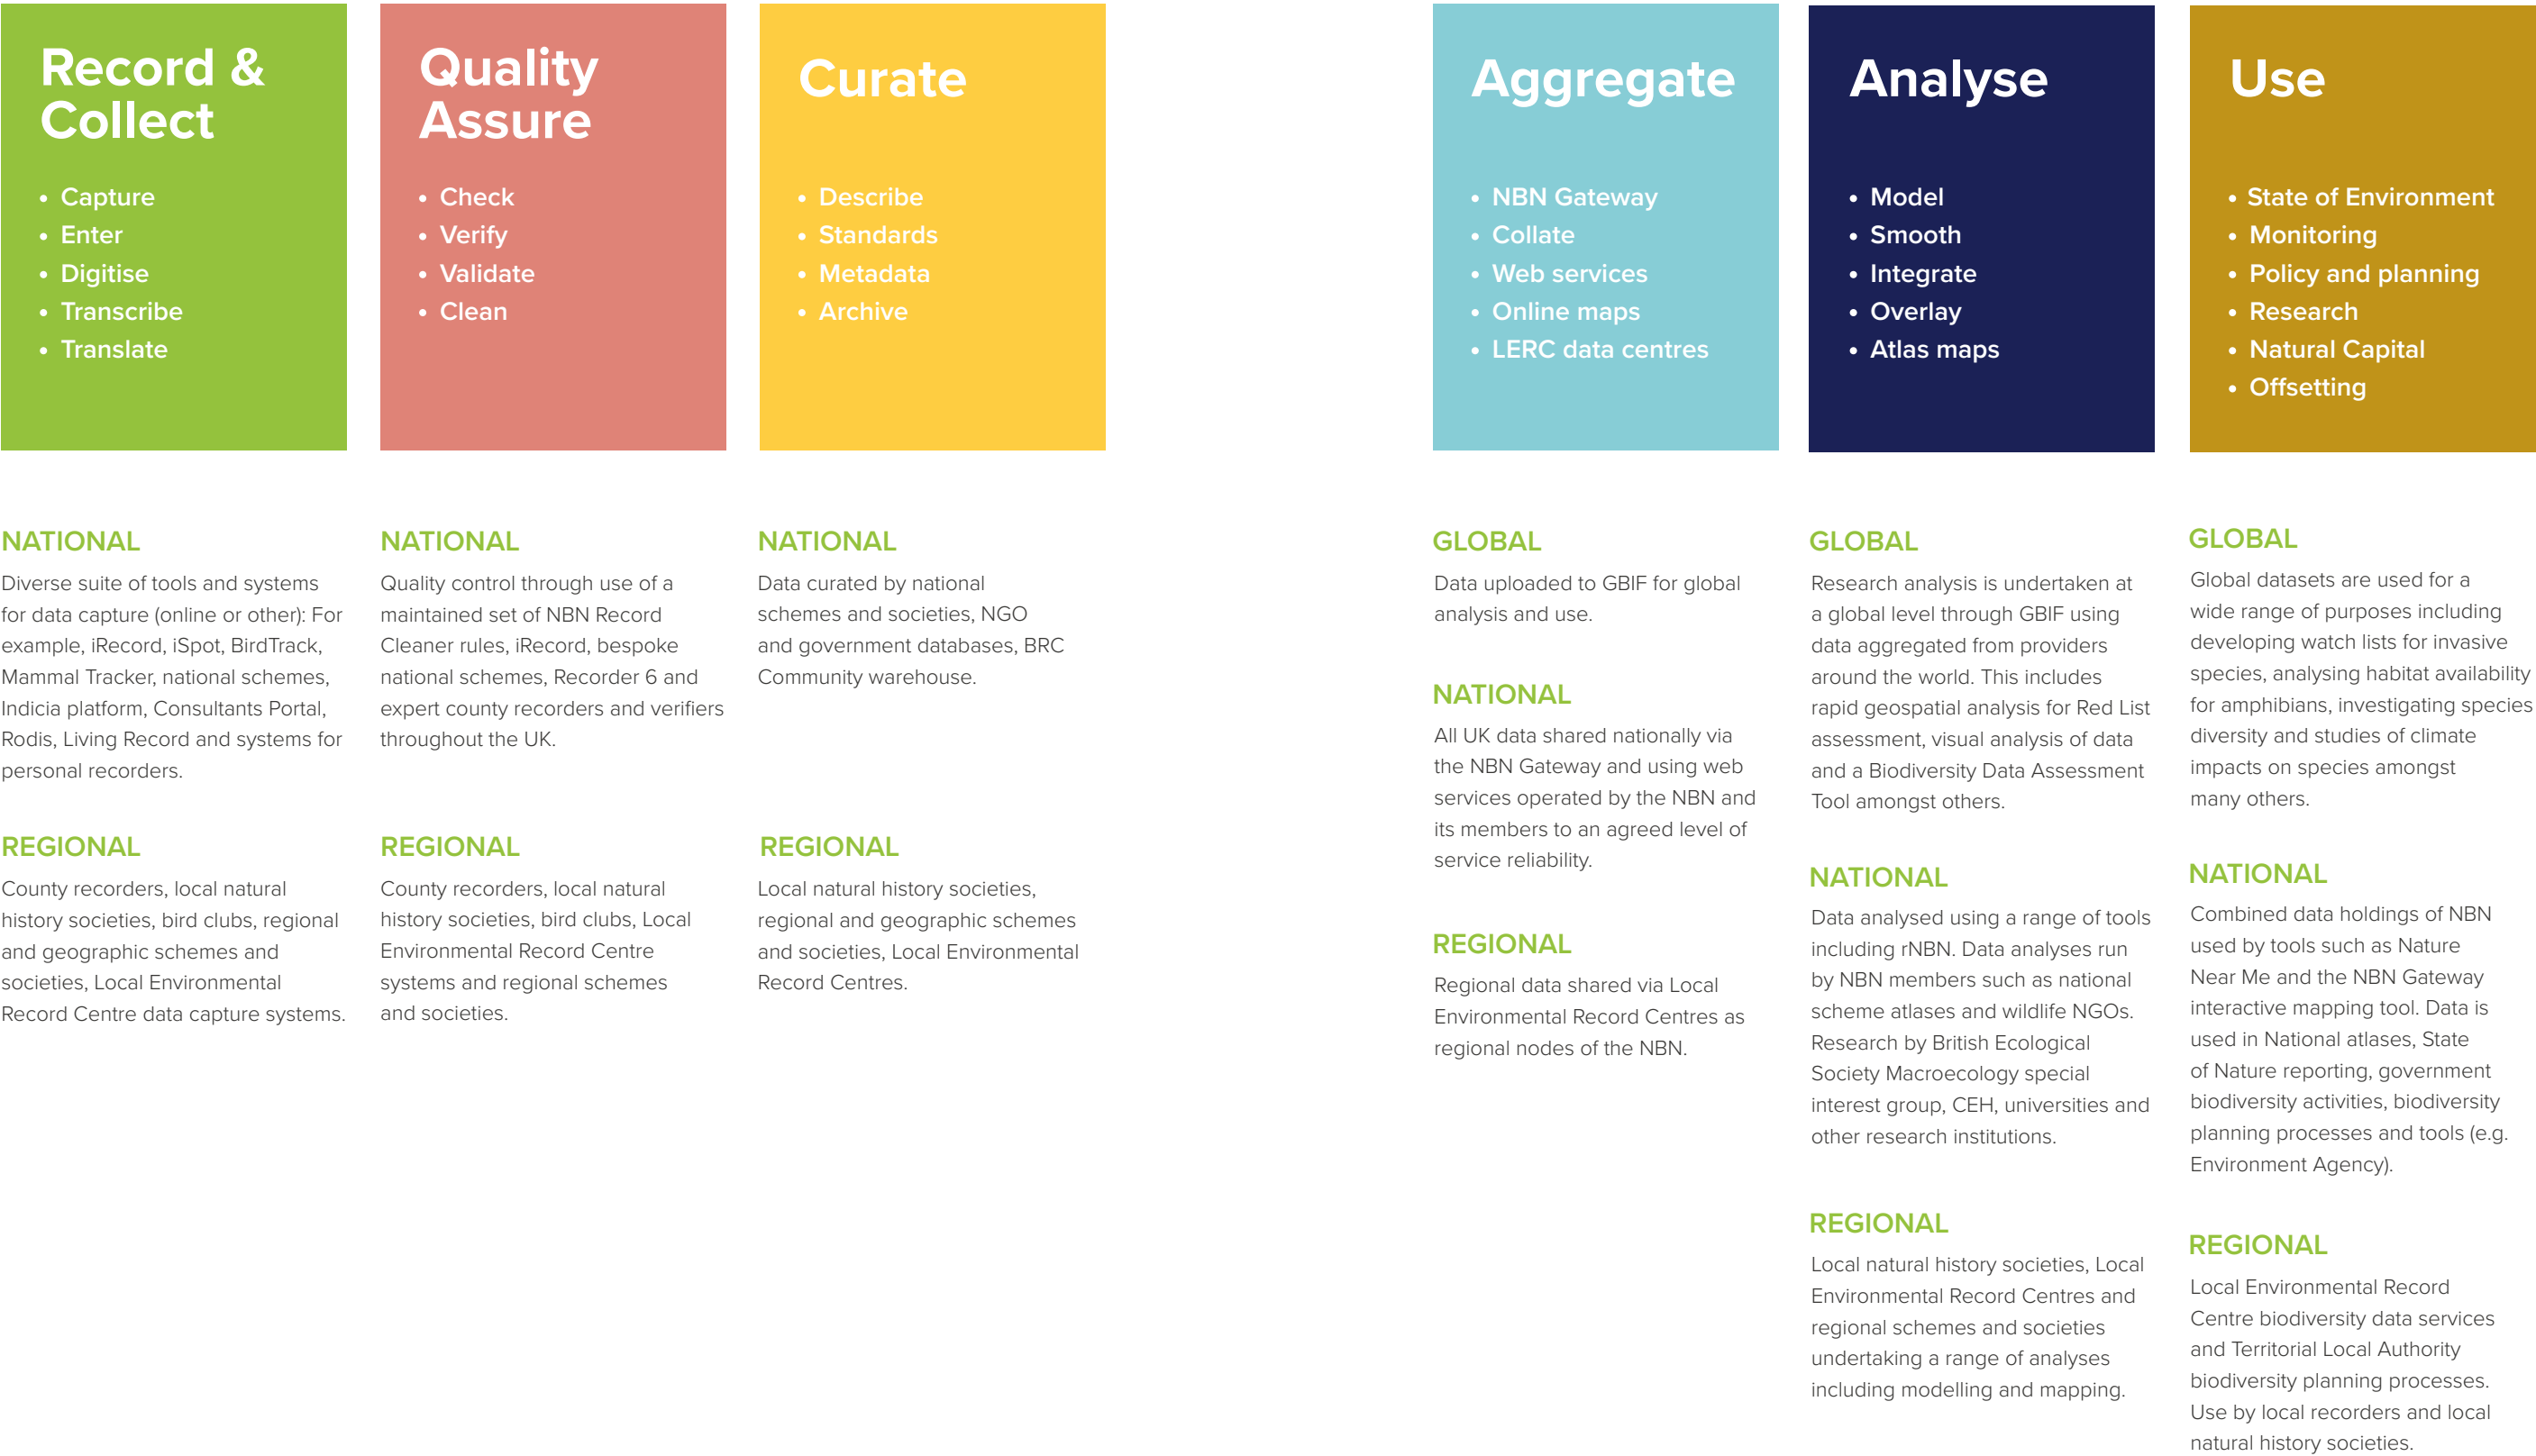 Record &
Collect
• Capture
• Enter
• Digitise
• Transcribe
• Translate
NATIONAL
Diverse suite of tools and systems
for data capture (online or other): For
example, iRecord, iSpot, BirdTrack,
Mammal Tracker, national schemes,
Indicia platform, Consultants Portal,
Rodis, Living Record and systems for
personal recorders.
REGIONAL
County recorders, local natural
history societies, bird clubs, regional
and geographic schemes and
societies, Local Environmental
Record Centre data capture systems.
Quality
Assure
• Check
• Verify
• Validate
• Clean
NATIONAL
Quality control through use of a
maintained set of NBN Record
Cleaner rules, iRecord, bespoke
national schemes, Recorder 6 and
expert county recorders and verifiers
throughout the UK.
REGIONAL
County recorders, local natural
history societies, bird clubs, Local
Environmental Record Centre
systems and regional schemes
and societies.
Curate
• Describe
• Standards
• Metadata
• Archive
NATIONAL
Data curated by national
schemes and societies, NGO
and government databases, BRC
Community warehouse.
REGIONAL
Local natural history societies,
regional and geographic schemes
and societies, Local Environmental
Record Centres.
Aggregate
• NBN Gateway
• Collate
• Web services
• Online maps
• LERC data centres
GLOBAL
Data uploaded to GBIF for global
analysis and use.
NATIONAL
All UK data shared nationally via
the NBN Gateway and using web
services operated by the NBN and
its members to an agreed level of
service reliability.
REGIONAL
Regional data shared via Local
Environmental Record Centres as
regional nodes of the NBN.
Analyse
• Model
• Smooth
• Integrate
• Overlay
• Atlas maps
GLOBAL
Research analysis is undertaken at
a global level through GBIF using
data aggregated from providers
around the world. This includes
rapid geospatial analysis for Red List
assessment, visual analysis of data
and a Biodiversity Data Assessment
Tool amongst others.
NATIONAL
Data analysed using a range of tools
including rNBN. Data analyses run
by NBN members such as national
scheme atlases and wildlife NGOs.
Research by British Ecological
Society Macroecology special
interest group, CEH, universities and
other research institutions.
REGIONAL
Local natural history societies, Local
Environmental Record Centres and
regional schemes and societies
undertaking a range of analyses
including modelling and mapping.
Use
• State of Environment
• Monitoring
• Policy and planning
• Research
• Natural Capital
• Offsetting
GLOBAL
Global datasets are used for a
wide range of purposes including
developing watch lists for invasive
species, analysing habitat availability
for amphibians, investigating species
diversity and studies of climate
impacts on species amongst
many others.
NATIONAL
Combined data holdings of NBN
used by tools such as Nature
Near Me and the NBN Gateway
interactive mapping tool. Data is
used in National atlases, State
of Nature reporting, government
biodiversity activities, biodiversity
planning processes and tools (e.g.
Environment Agency).
REGIONAL
Local Environmental Record
Centre biodiversity data services
and Territorial Local Authority
biodiversity planning processes.
Use by local recorders and local
natural history societies.